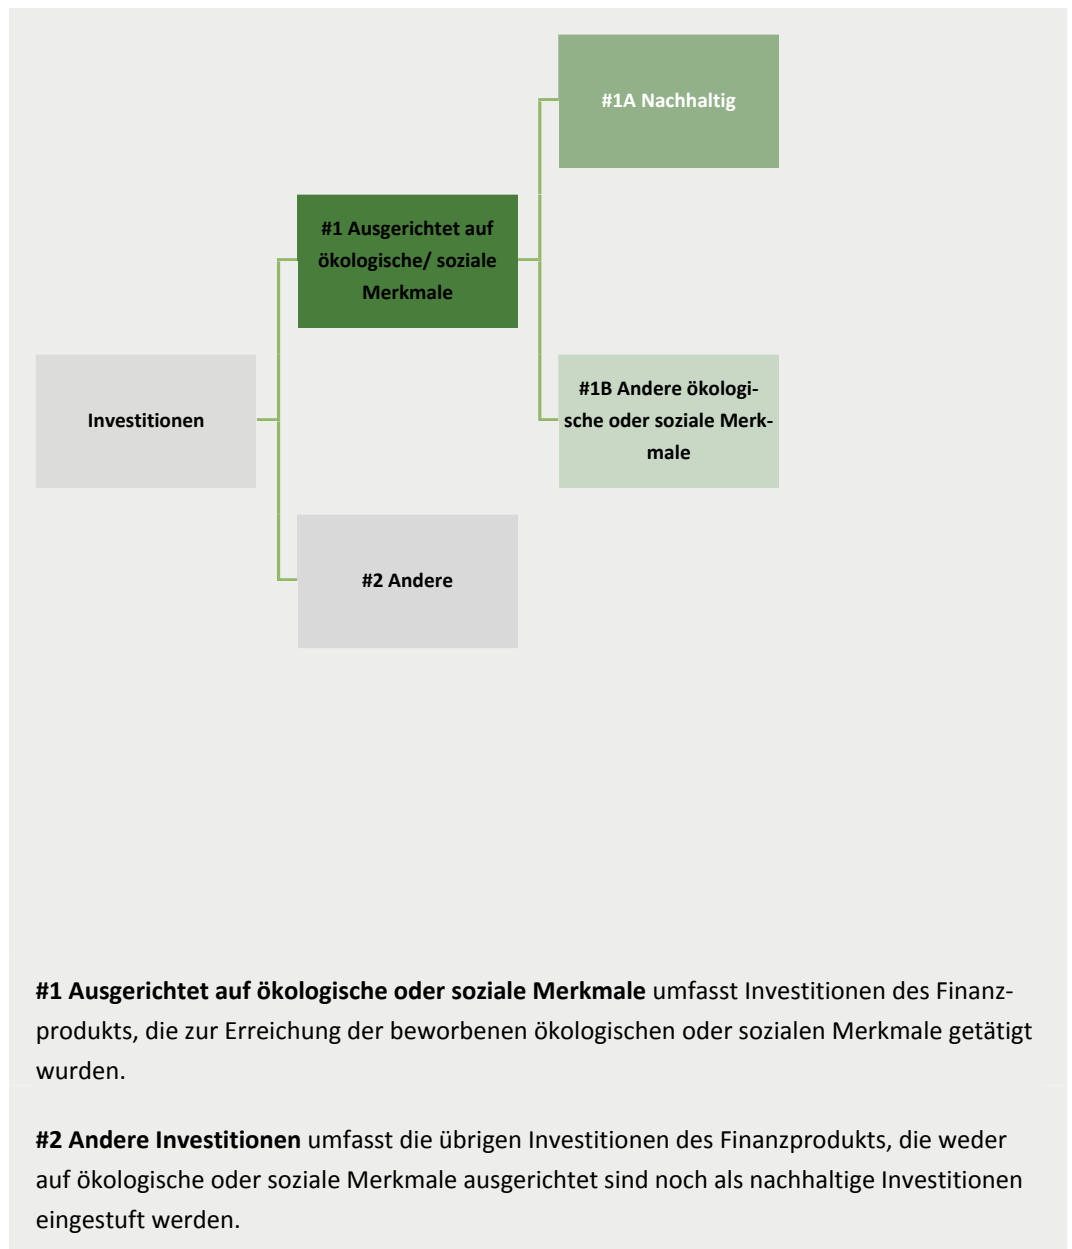 #1A Nachhaltig
#1 Ausgerichtet auf
ökologische/ soziale
Merkmale
#1B Andere ökologi-
sche oder soziale Merk-
male
Investitionen
#2 Andere
#1 Ausgerichtet auf ökologische oder soziale Merkmale umfasst Investitionen des Finanz-
produkts, die zur Erreichung der beworbenen ökologischen oder sozialen Merkmale getätigt
wurden.
#2 Andere Investitionen umfasst die übrigen Investitionen des Finanzprodukts, die weder
auf ökologische oder soziale Merkmale ausgerichtet sind noch als nachhaltige Investitionen
eingestuft werden.